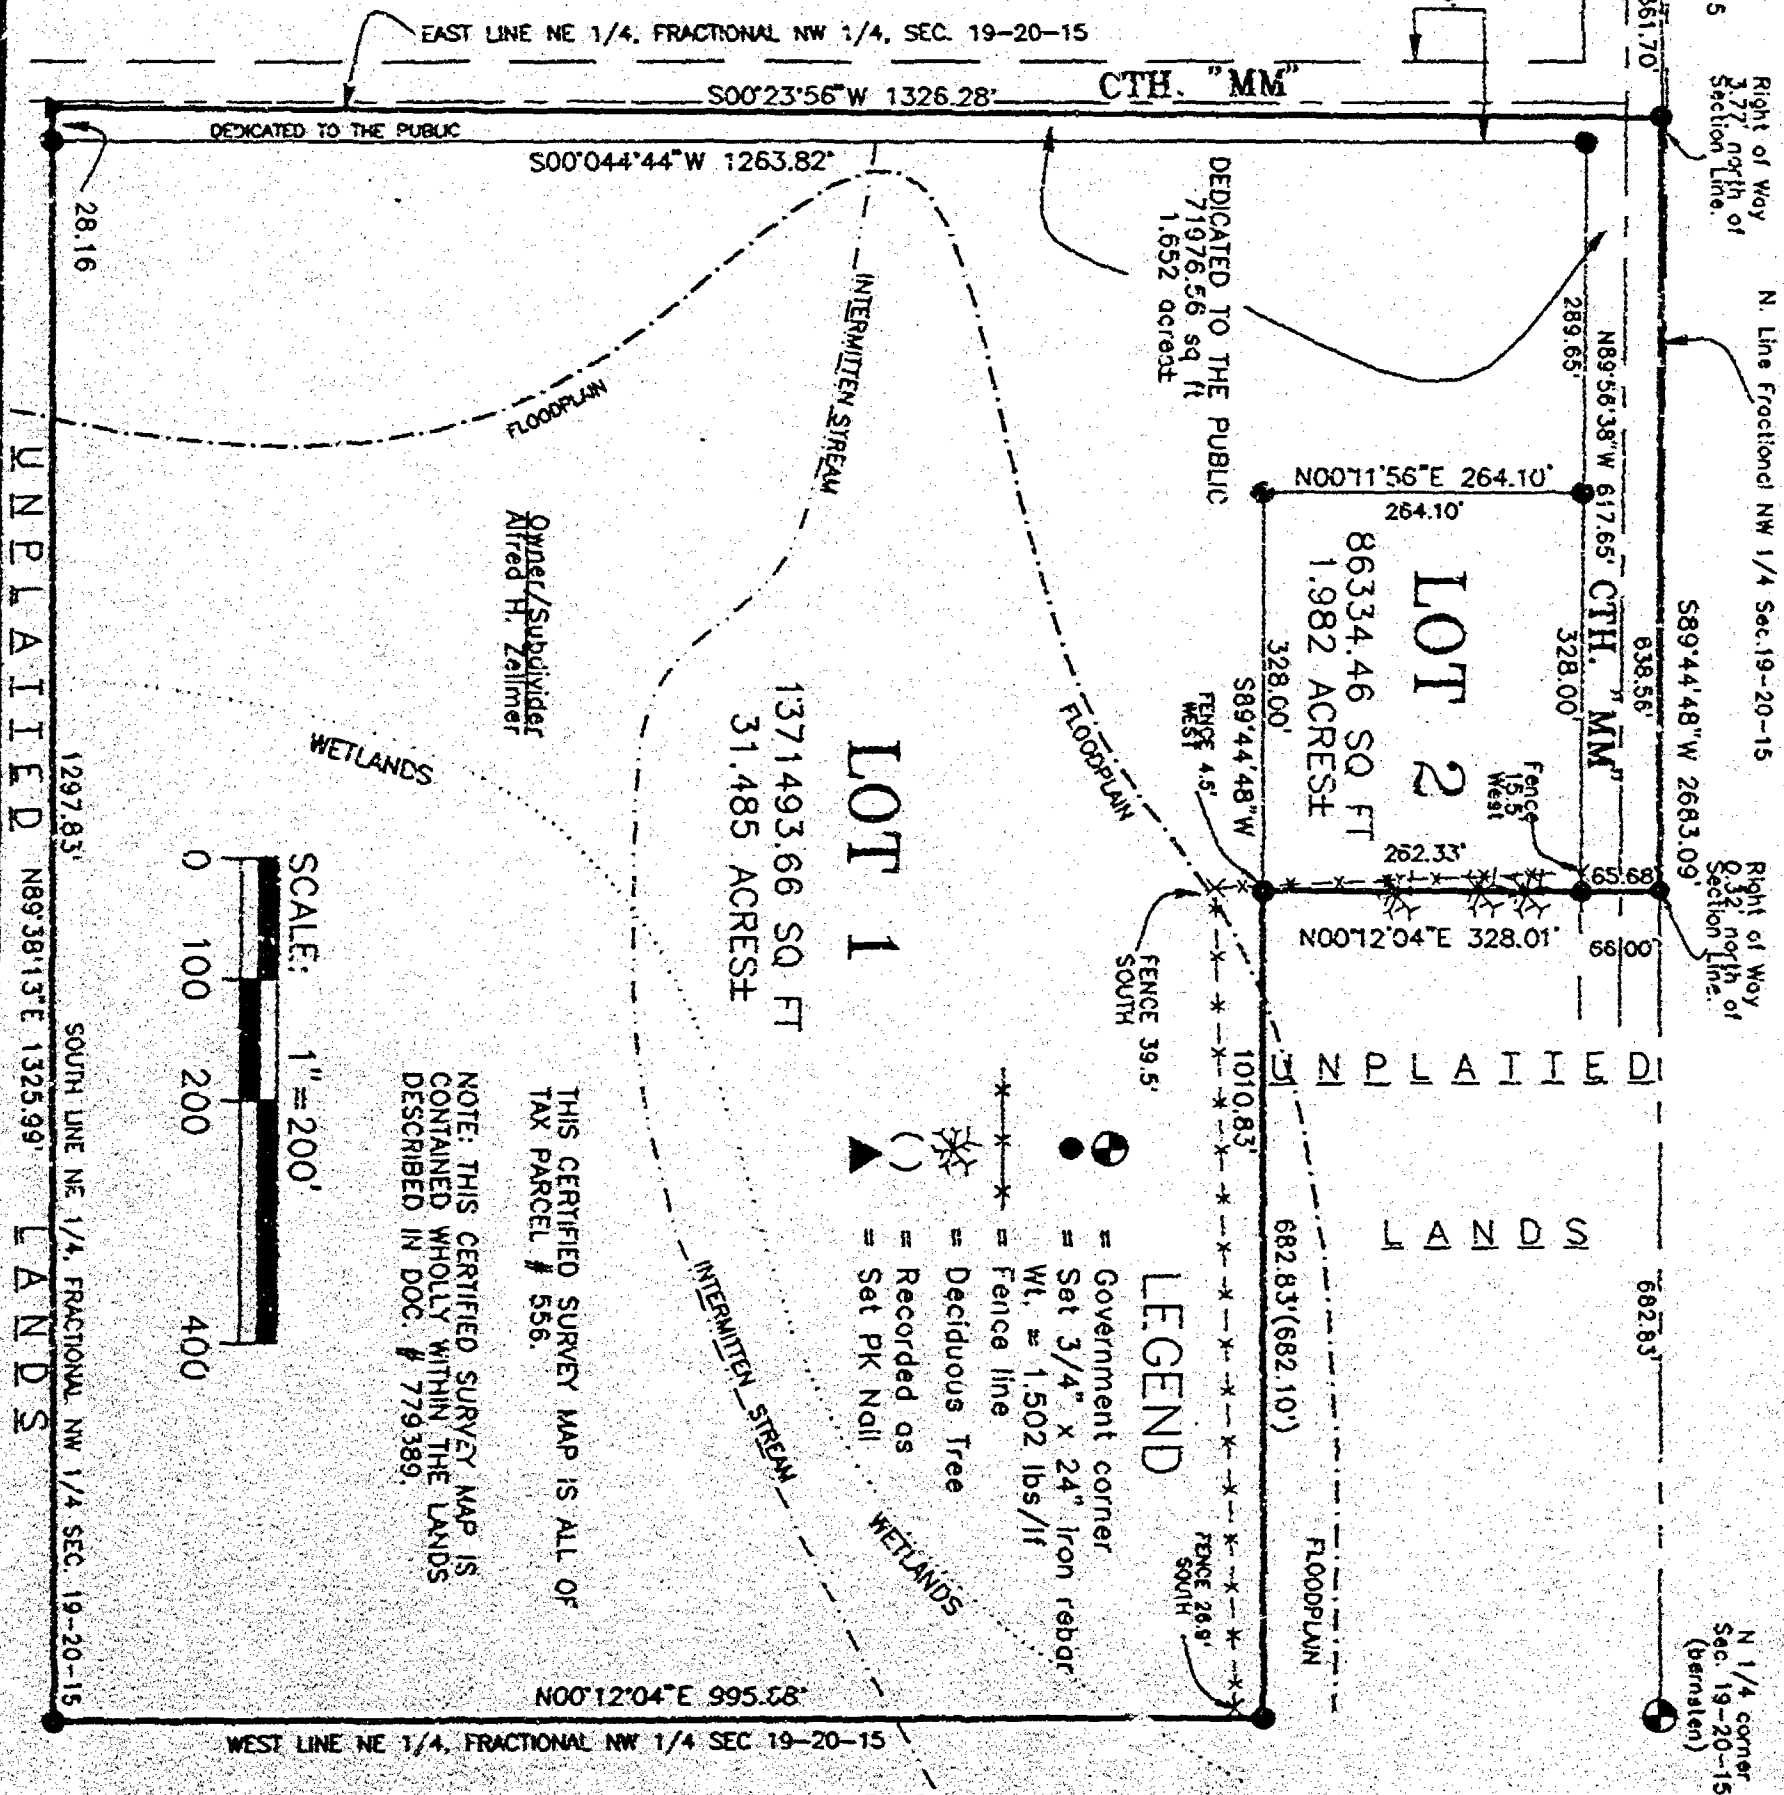 EAST LINE NE 1/4, FRACTIONAL NW 1/4, SEC. 19-20-15
CTH. "MM"
S00°23'56"W 1326.28'
DEDICATED TO THE PUBLIC
S00°044'44"W 1263.82'
28.16
661.70'
Right of Way
3.77' north of
Section Line.
N. Line Fractional NW 1/4 Sec.19-20-15
S89°44'48"W 2683.09'
638.56'
Right of Way
0.32' north of
Section Line.
682.83'
N 1/4 corner
Sec. 19-20-15
(bernsten)
N89°56'38"W 617.65'
CTH. "MM"
289.65'
328.00'
65.68'
66.00'
DEDICATED TO THE PUBLIC
71976.56 sq ft
1.652 acres±
N00°11'56"E 264.10'
264.10'
LOT 2
86334.46 SQ FT
1.982 ACRES±
Fence
15.5'
West
262.33'
N00°12'04"E 328.01'
328.00'
S89°44'48"W
FENCE 4.5'
WEST
FENCE 39.5'
SOUTH
1010.83'
682.83'(682.10')
UNPLATTED
LANDS
FLOODPLAIN
FENCE 26.9'
SOUTH
FLOODPLAIN
FLOODPLAIN
INTERMITTEN STREAM
LOT 1
1371493.66 SQ FT
31.485 ACRES±
LEGEND
= Government corner
= Set 3/4" x 24" iron rebar
Wt. = 1.502 lbs/lf
= Fence line
= Deciduous Tree
( ) = Recorded as
= Set PK Nail
Owner/Subdivider
Alfred H. Zellmer
WETLANDS
WETLANDS
INTERMITTEN STREAM
THIS CERTIFIED SURVEY MAP IS ALL OF
TAX PARCEL # 556.
NOTE: THIS CERTIFIED SURVEY MAP IS
CONTAINED WHOLLY WITHIN THE LANDS
DESCRIBED IN DOC. # 779389.
SCALE: 1"=200'
0 100 200 400
N00°12'04"E
WEST LINE NE 1/4, FRACTIONAL NW 1/4 SEC 19-20-15
1297.83'
SOUTH LINE NE 1/4, FRACTIONAL NW 1/4 SEC. 19-20-15
UNPLATTED N89°38'13"E 1325.99' LANDS